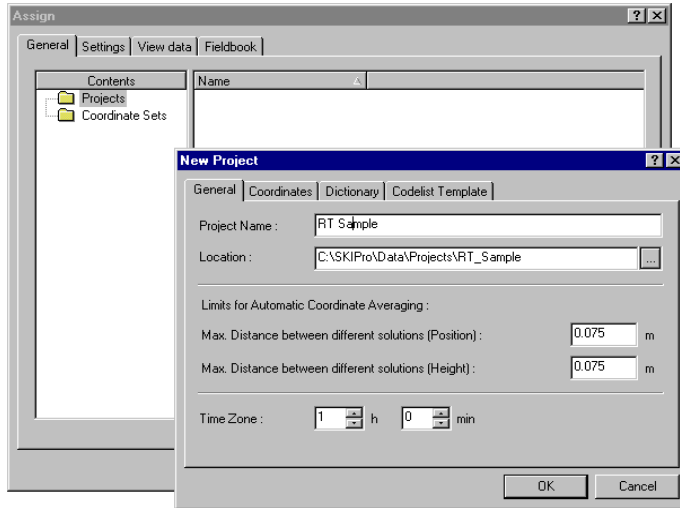 Assign
General Settings View data Fieldbook
Contents Name
Projects
Coordinate Sets
New Project
General Coordinates Dictionary Codelist Template
Project Name : RT Sample
Location : C:\SKIPro\Data\Projects\RT_Sample ...
Limits for Automatic Coordinate Averaging :
Max. Distance between different solutions (Position) : 0.075 m
Max. Distance between different solutions (Height) : 0.075 m
Time Zone : 1 h 0 min
OK Cancel